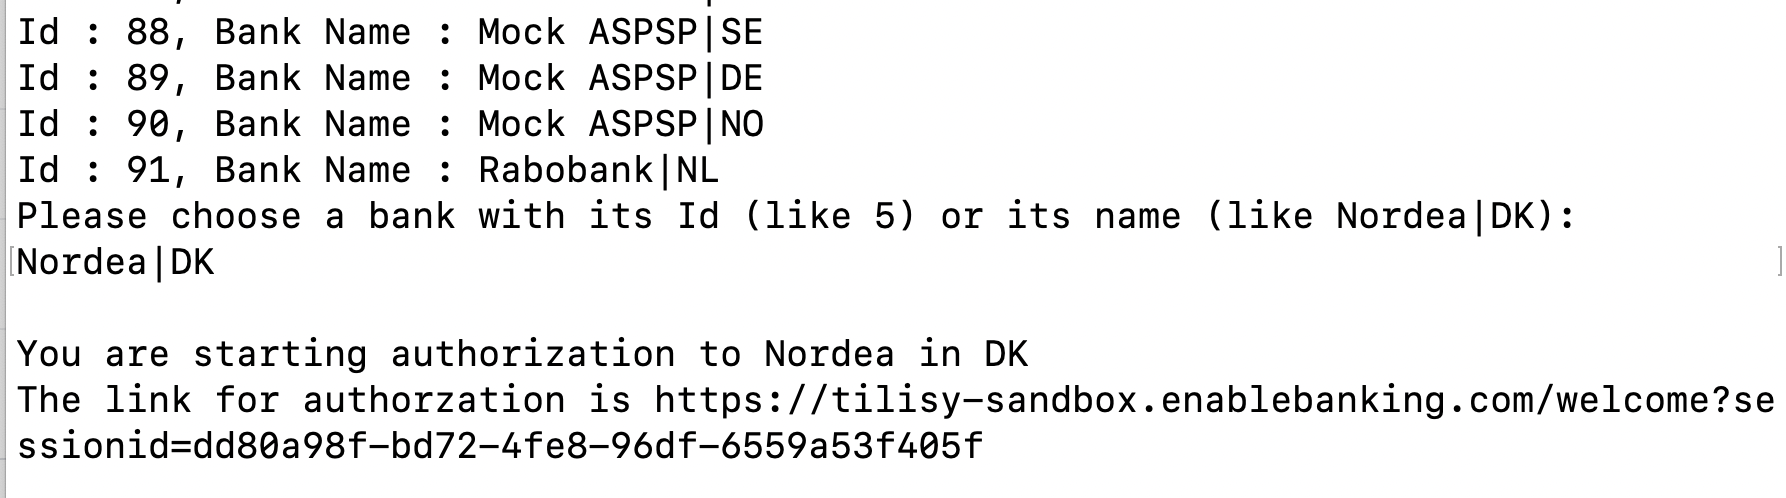 Id : 88, Bank Name : Mock ASPSP|SE
Id : 89, Bank Name : Mock ASPSP|DE
Id : 90, Bank Name : Mock ASPSP|NO
Id : 91, Bank Name : Rabobank|NL
Please choose a bank with its Id (like 5) or its name (like Nordea|DK):
[Nordea|DK]
You are starting authorization to Nordea in DK
The link for authorzation is https://tilisy-sandbox.enablebanking.com/welcome?se
ssionid=dd80a98f-bd72-4fe8-96df-6559a53f405f